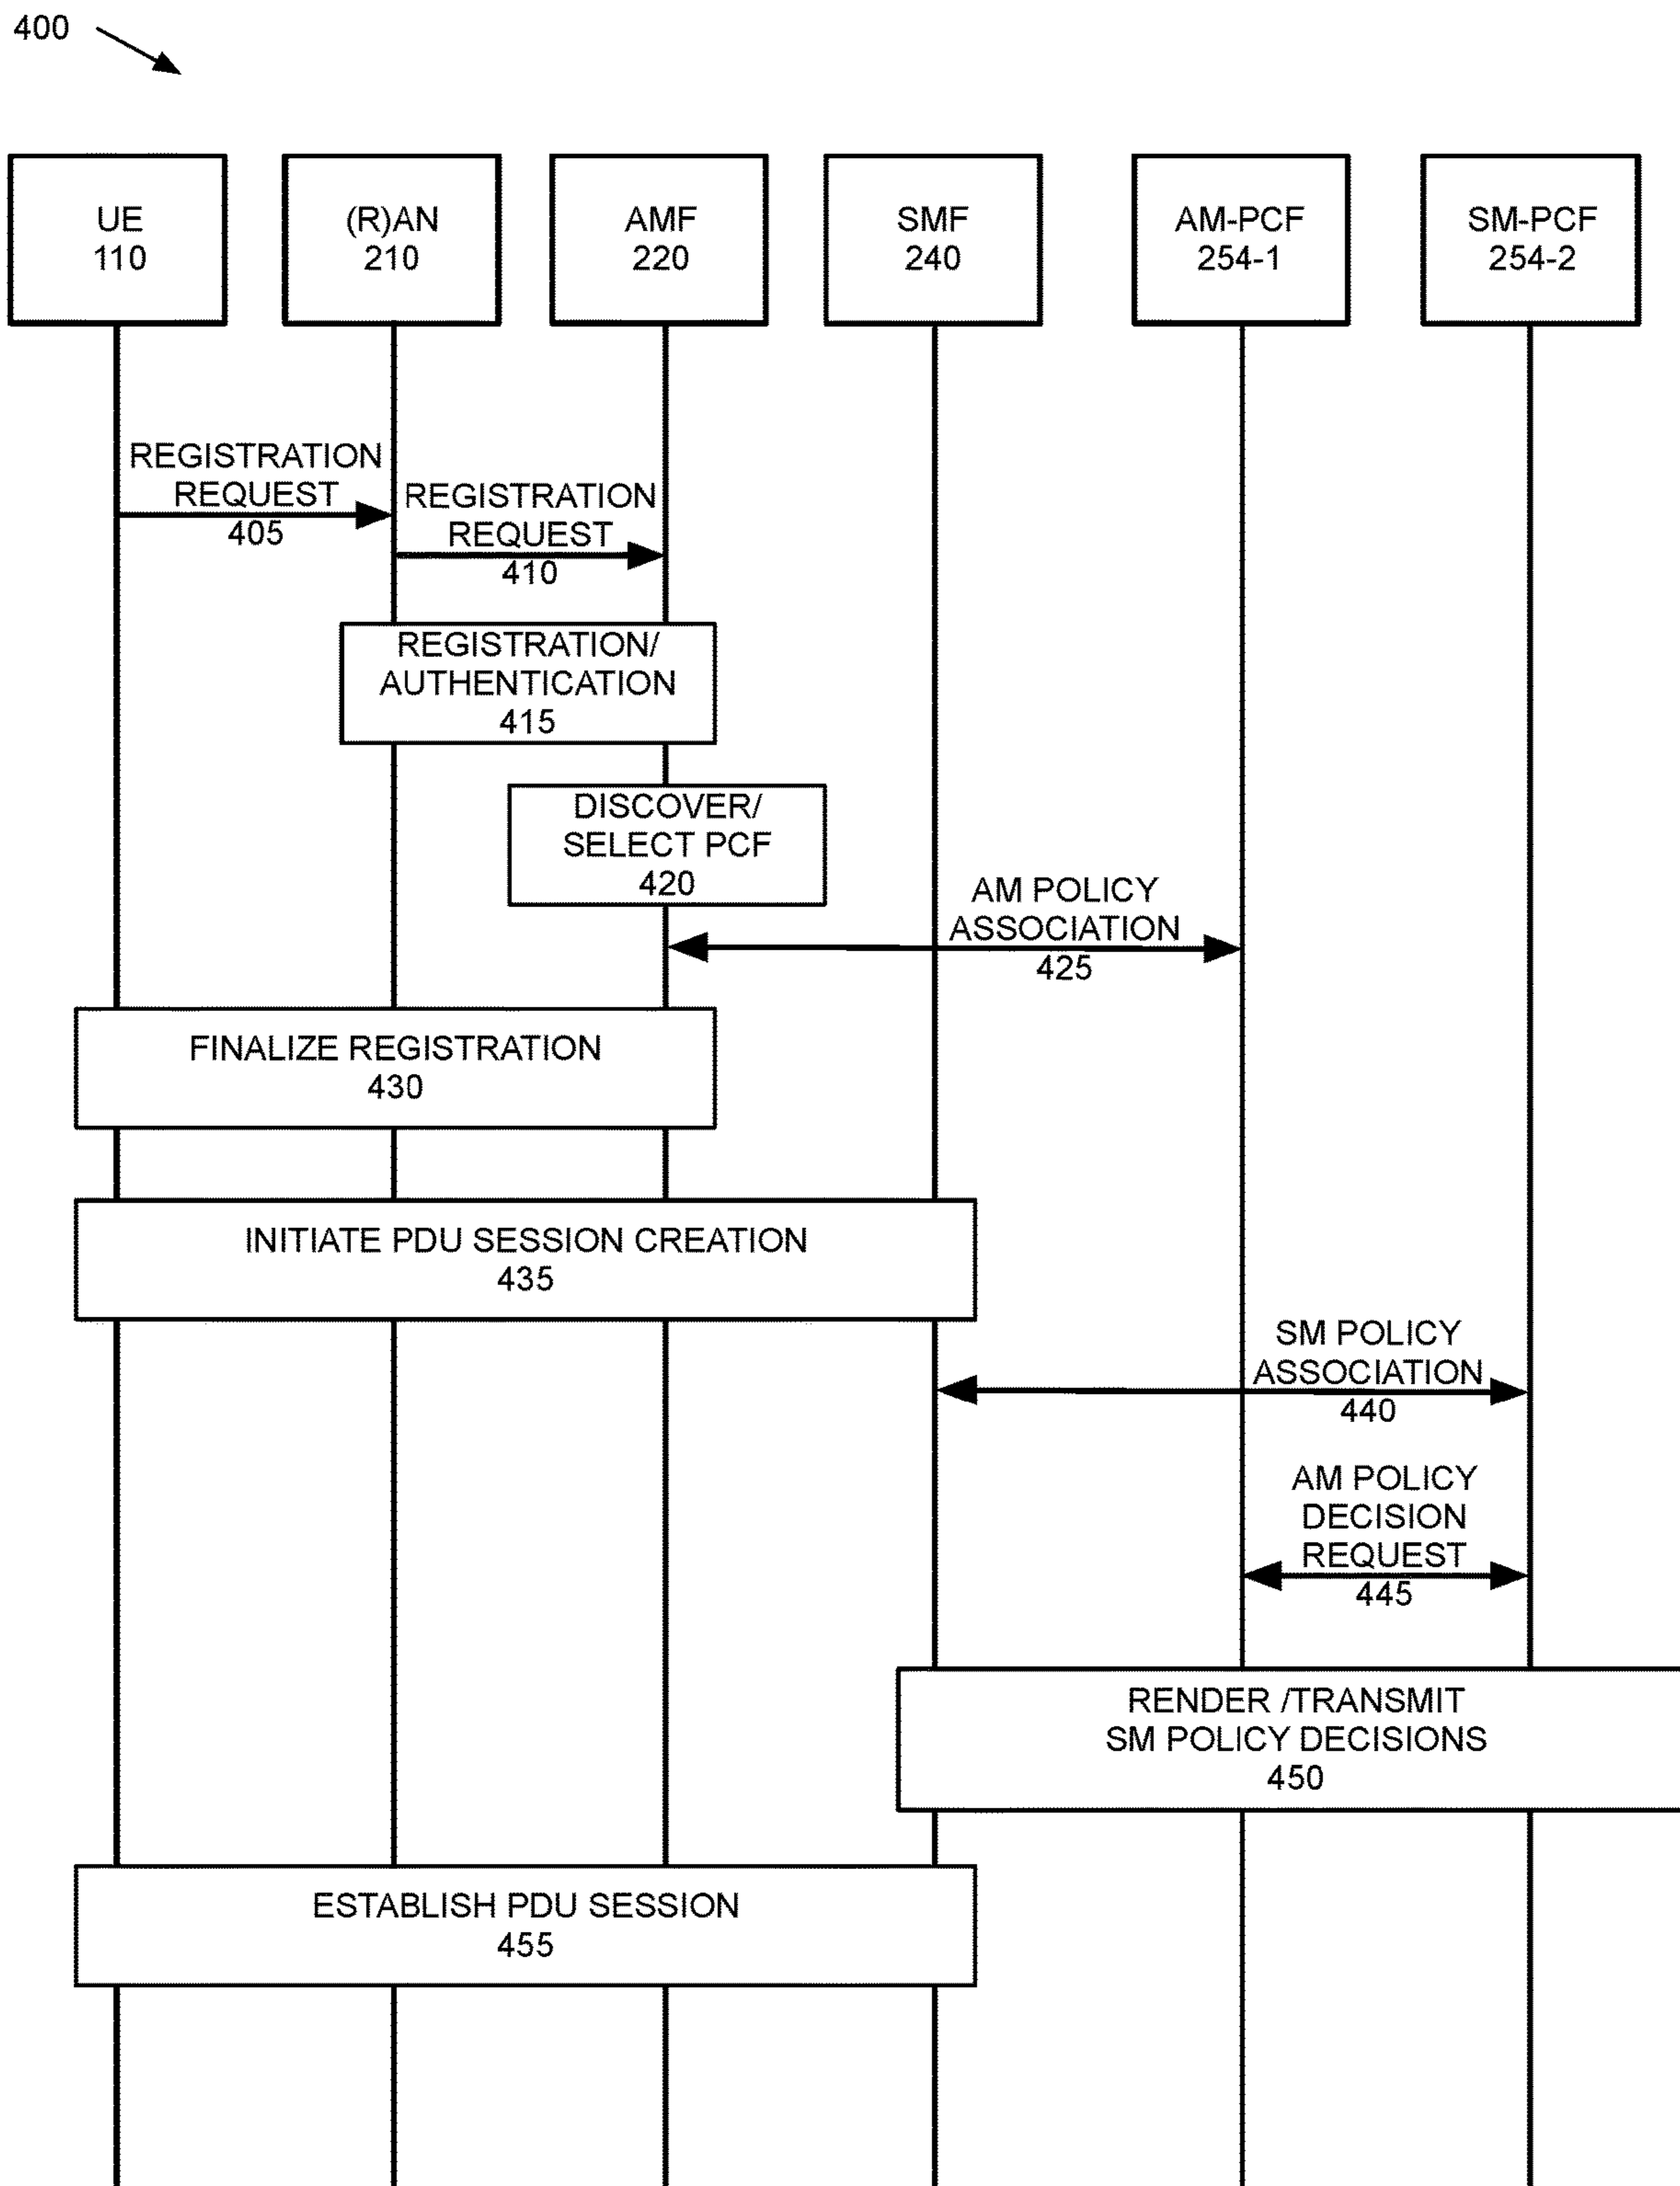 400
UE
110
(R)AN
210
AMF
220
SMF
240
AM-PCF
254-1
SM-PCF
254-2
REGISTRATION
REQUEST
405
REGISTRATION
REQUEST
410
REGISTRATION/
AUTHENTICATION
415
DISCOVER/
SELECT PCF
420
AM POLICY
ASSOCIATION
425
FINALIZE REGISTRATION
430
INITIATE PDU SESSION CREATION
435
SM POLICY
ASSOCIATION
440
AM POLICY
DECISION
REQUEST
445
RENDER /TRANSMIT
SM POLICY DECISIONS
450
ESTABLISH PDU SESSION
455